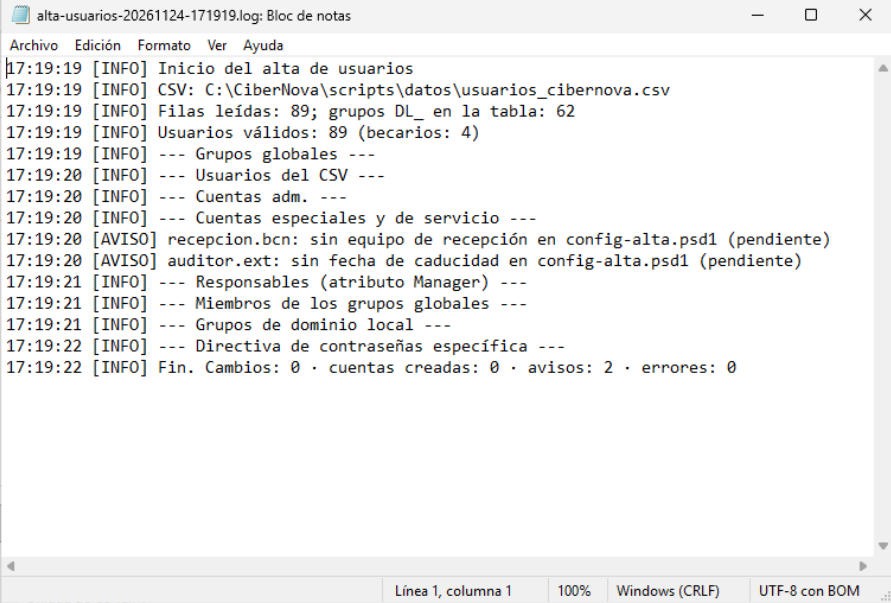 alta-usuarios-20261124-171919.log: Bloc de notas
Archivo Edición Formato Ver Ayuda
17:19:19 [INFO] Inicio del alta de usuarios
17:19:19 [INFO] CSV: C:\CiberNova\scripts\datos\usuarios_cibernova.csv
17:19:19 [INFO] Filas leídas: 89; grupos DL_ en la tabla: 62
17:19:19 [INFO] Usuarios válidos: 89 (becarios: 4)
17:19:19 [INFO] --- Grupos globales ---
17:19:20 [INFO] --- Usuarios del CSV ---
17:19:20 [INFO] --- Cuentas adm. ---
17:19:20 [INFO] --- Cuentas especiales y de servicio ---
17:19:20 [AVISO] recepcion.bcn: sin equipo de recepción en config-alta.psd1 (pendiente)
17:19:20 [AVISO] auditor.ext: sin fecha de caducidad en config-alta.psd1 (pendiente)
17:19:21 [INFO] --- Responsables (atributo Manager) ---
17:19:21 [INFO] --- Miembros de los grupos globales ---
17:19:21 [INFO] --- Grupos de dominio local ---
17:19:22 [INFO] --- Directiva de contraseñas específica ---
17:19:22 [INFO] Fin. Cambios: 0 · cuentas creadas: 0 · avisos: 2 · errores: 0
Línea 1, columna 1 100% Windows (CRLF) UTF-8 con BOM